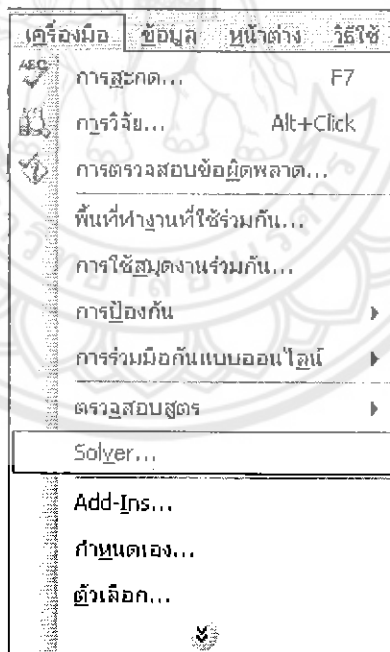 เครื่องมือ ข้อมูล หน้าต่าง วิธีใช้
ABC การสะกด... F7
การวิจัย... Alt+Click
การตรวจสอบข้อผิดพลาด...
พื้นที่ทำงานที่ใช้ร่วมกัน...
การใช้สมุดงานร่วมกัน...
การป้องกัน
การร่วมมือกันแบบออนไลน์
ตรวจสอบสูตร
Solver...
Add-Ins...
กำหนดเอง...
ตัวเลือก...